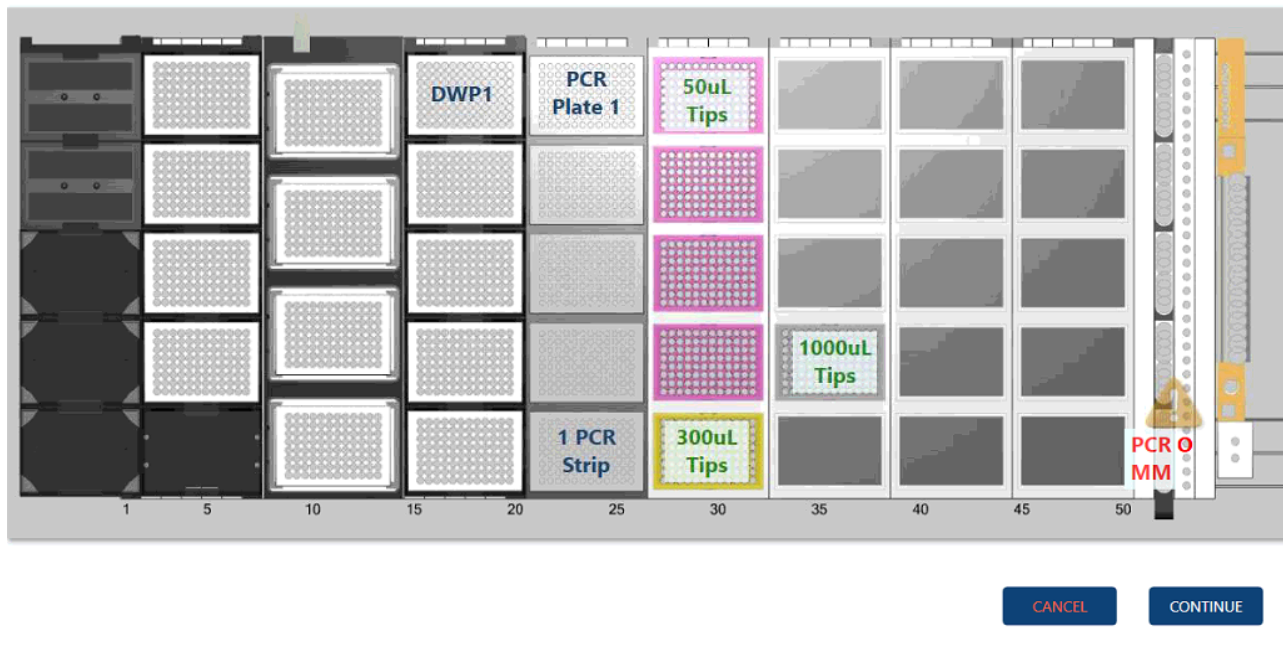 DWP1
PCR
Plate 1
50uL
Tips
1000uL
Tips
1 PCR
Strip
300uL
Tips
PCR O
MM
1 5 10 15 20 25 30 35 40 45 50
CANCEL CONTINUE